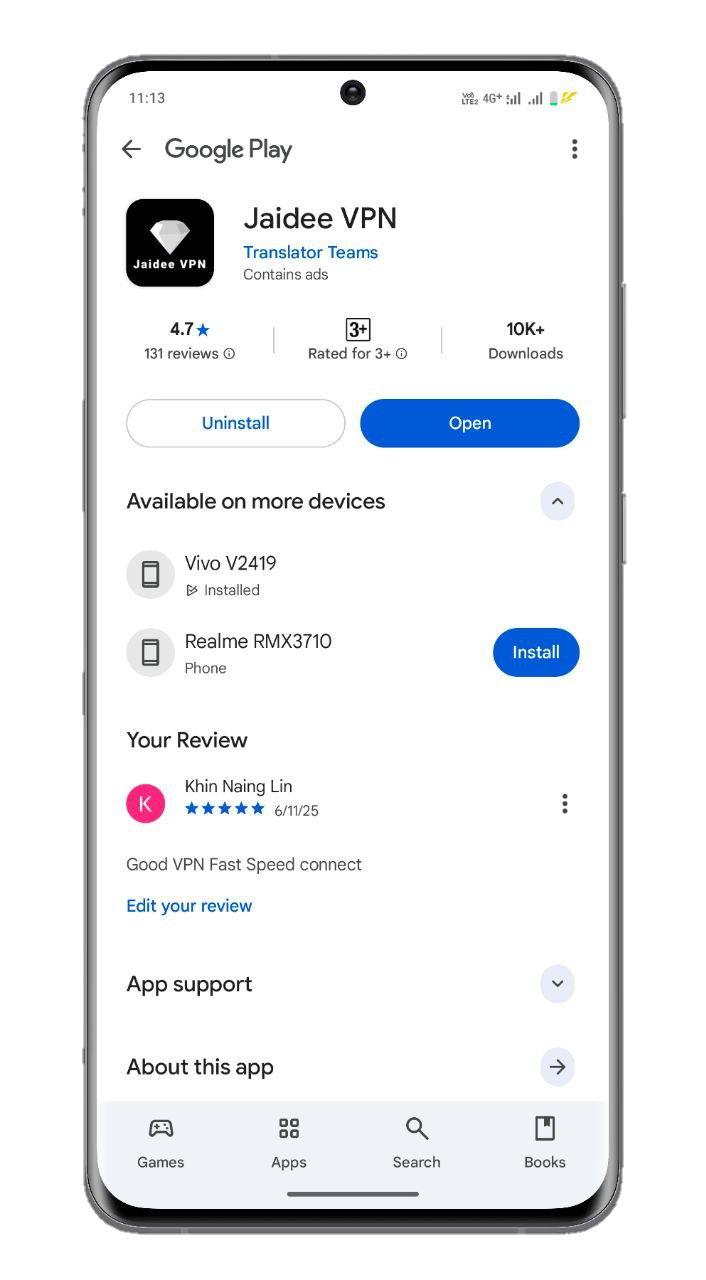 11:13
Vo) LTE2 4G+
Google Play
Jaidee VPN
Jaidee VPN
Translator Teams
Contains ads
4.7★
3+
10K+
131 reviews
Rated for 3+
Downloads
Uninstall
Open
Available on more devices
Vivo V2419
Installed
Realme RMX3710
Phone
Install
Your Review
K
Khin Naing Lin
★★★★★ 6/11/25
Good VPN Fast Speed connect
Edit your review
App support
About this app
Games
Apps
Search
Books